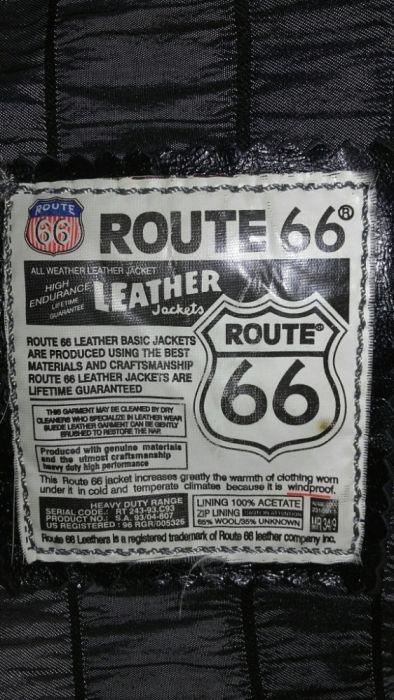 ROUTE
66
ROUTE 66®
ALL WEATHER LEATHER JACKET
HIGH
ENDURANCE
LIFETIME
GUARANTEE
LEATHER
Jackets
ROUTE®
66
ROUTE 66 LEATHER BASIC JACKETS
ARE PRODUCED USING THE BEST
MATERIALS AND CRAFTSMANSHIP
ROUTE 66 LEATHER JACKETS ARE
LIFETIME GUARANTEED
THIS GARMENT MAY BE CLEANED BY DRY
CLEANERS WHO SPECIALIZE IN LEATHER WEAR
SUEDE LEATHER GARMENT CAN BE GENTLY
BRUSHED TO RESTORE THE NAP
Produced with genuine materials
and the utmost craftsmanship
heavy duty high performance
This Route 66 jacket increases greatly the warmth of clothing worn
under it in cold and temperate climates because it is windproof.
HEAVY DUTY RANGE
SERIAL CODE: RT 243-93.C93
PRODUCT NO.: S.A. 93/04-807
US REGISTERED: 96 RGR/005326
LINING 100% ACETATE
ZIP LINING
65% WOOL/35% UNKNOWN
MR 34.9
Route 66 Leathers is a registered trademark of Route 66 leather company inc.